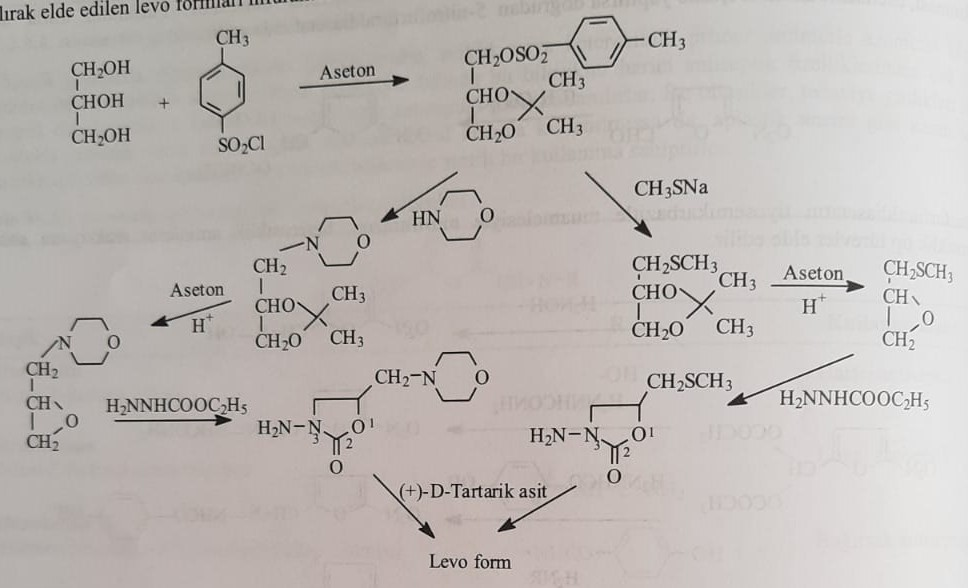 lırak elde edilen levo formları
CH₃
CH₂OH
CHOH
CH₂OH
+
SO₂Cl
Aseton
CH₂OSO₂
CH₃
CHO
CH₃
CH₂O
CH₃
HN
O
CH₃SNa
N
O
CH₂
CHO
CH₃
CH₂O
CH₃
Aseton
H⁺
CH₂SCH₃
CHO
CH₃
CH₂O
CH₃
Aseton
H⁺
CH₂SCH₃
CH
O
CH₂
N
O
CH₂
CH
O
CH₂
H₂NNHCOOC₂H₅
CH₂–N
O
H₂N–N
3
2
O
1
O
H₂NNHCOOC₂H₅
CH₂SCH₃
H₂N–N
3
2
O
1
O
(+)-D-Tartarik asit
Levo form